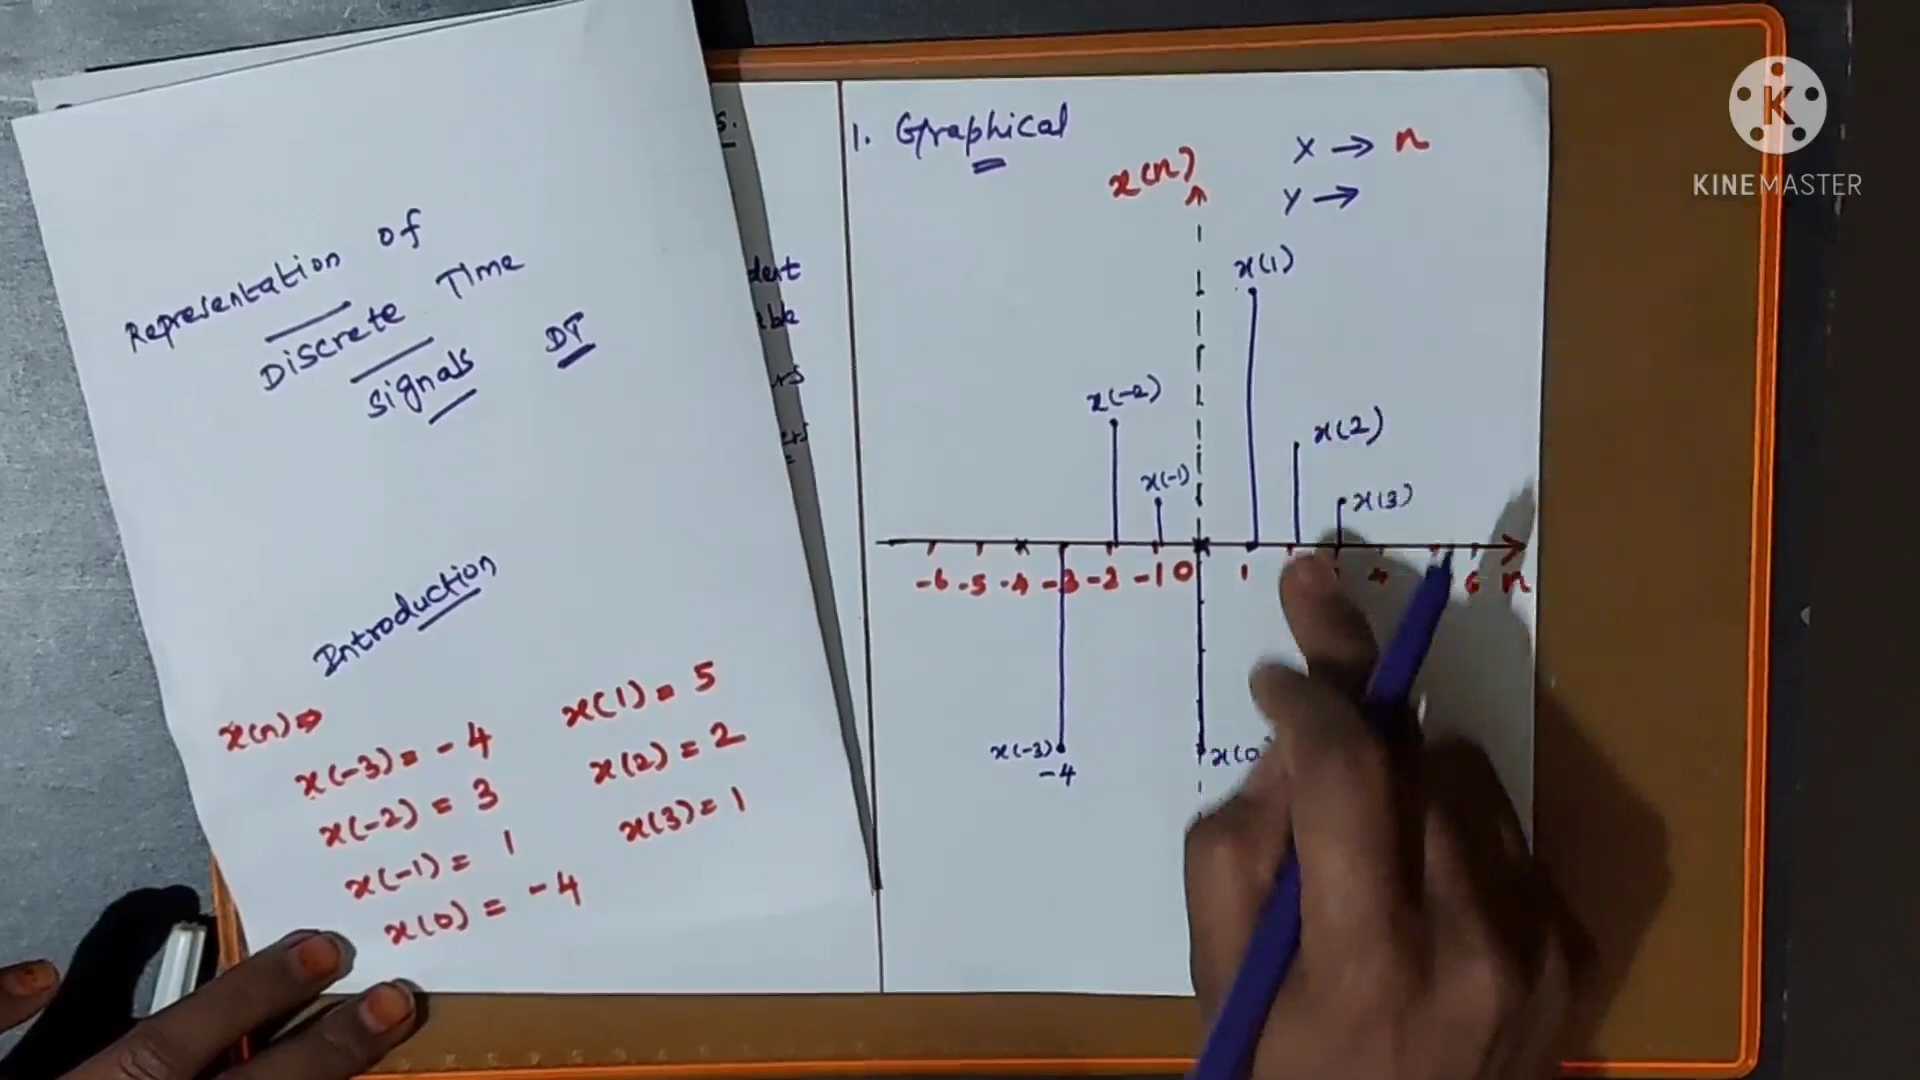 Representation of
Discrete Time
Signals DT
Introduction
x(n)⇒
x(-3) = -4
x(-2) = 3
x(-1) = 1
x(0) = -4
x(1) = 5
x(2) = 2
x(3) = 1
s.
1. Graphical
x(n)
X → n
Y →
x(1)
x(-2)
x(2)
x(-1)
x(3)
-6 -5 -4 -3 -2 -1 0 1 4 6 n
x(-3)
-4
x(0
K
KINEMASTER